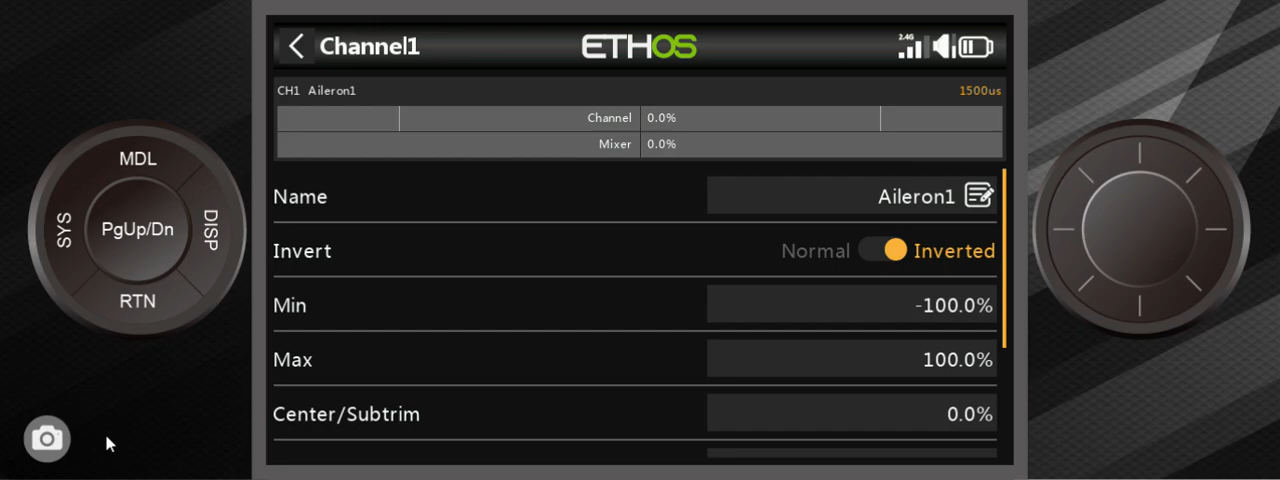 Channel1
ETHOS
2.4G
CH1 Aileron1
1500us
Channel 0.0%
Mixer 0.0%
Name
Aileron1
Invert
Normal
Inverted
Min
-100.0%
Max
100.0%
Center/Subtrim
0.0%
MDL
SYS
PgUp/Dn
DISP
RTN